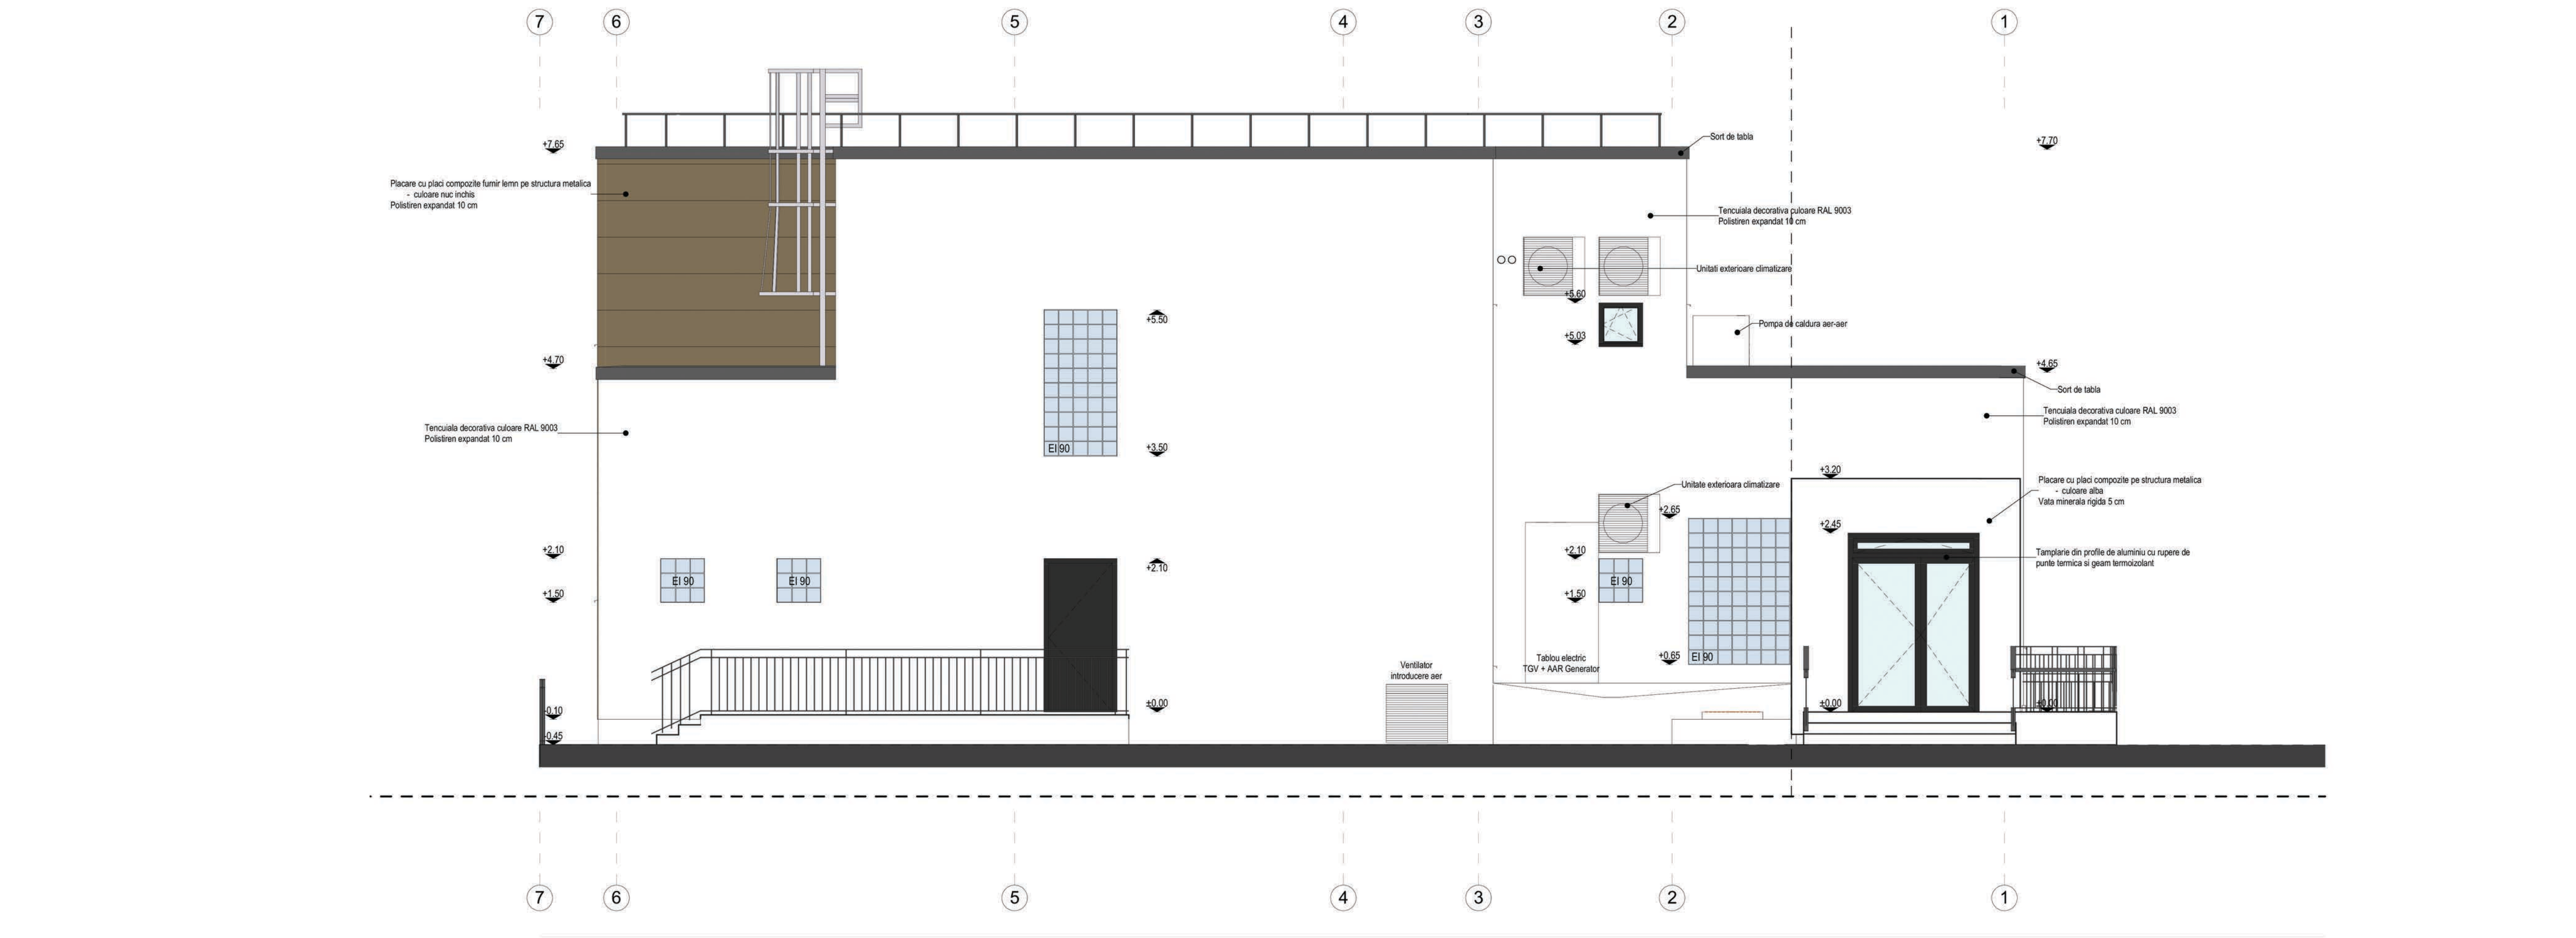 7 6 5 4 3 2 1
+7.65
+7.70
Sort de tabla
Placare cu placi compozite furnir lemn pe structura metalica
- culoare nuc inchis
Polistiren expandat 10 cm
Tencuiala decorativa culoare RAL 9003
Polistiren expandat 10 cm
Unitati exterioare climatizare
+5.60
+5.50
+5.03
Pompa de caldura aer-aer
+4.70
+4.65
Sort de tabla
Tencuiala decorativa culoare RAL 9003
Polistiren expandat 10 cm
Tencuiala decorativa culoare RAL 9003
Polistiren expandat 10 cm
EI 90
+3.50
+3.20
Placare cu placi compozite pe structura metalica
- culoare alba
Vata minerala rigida 5 cm
Unitate exterioara climatizare
+2.65
+2.45
+2.10
+2.10
+2.10
Tamplarie din profile de aluminiu cu rupere de
punte termica si geam termoizolant
EI 90
EI 90
EI 90
+1.50
+1.50
+0.65
EI 90
Tablou electric
TGV + AAR Generator
Ventilator
introducere aer
-0.10
±0.00
±0.00
±0.00
-0.45
7 6 5 4 3 2 1